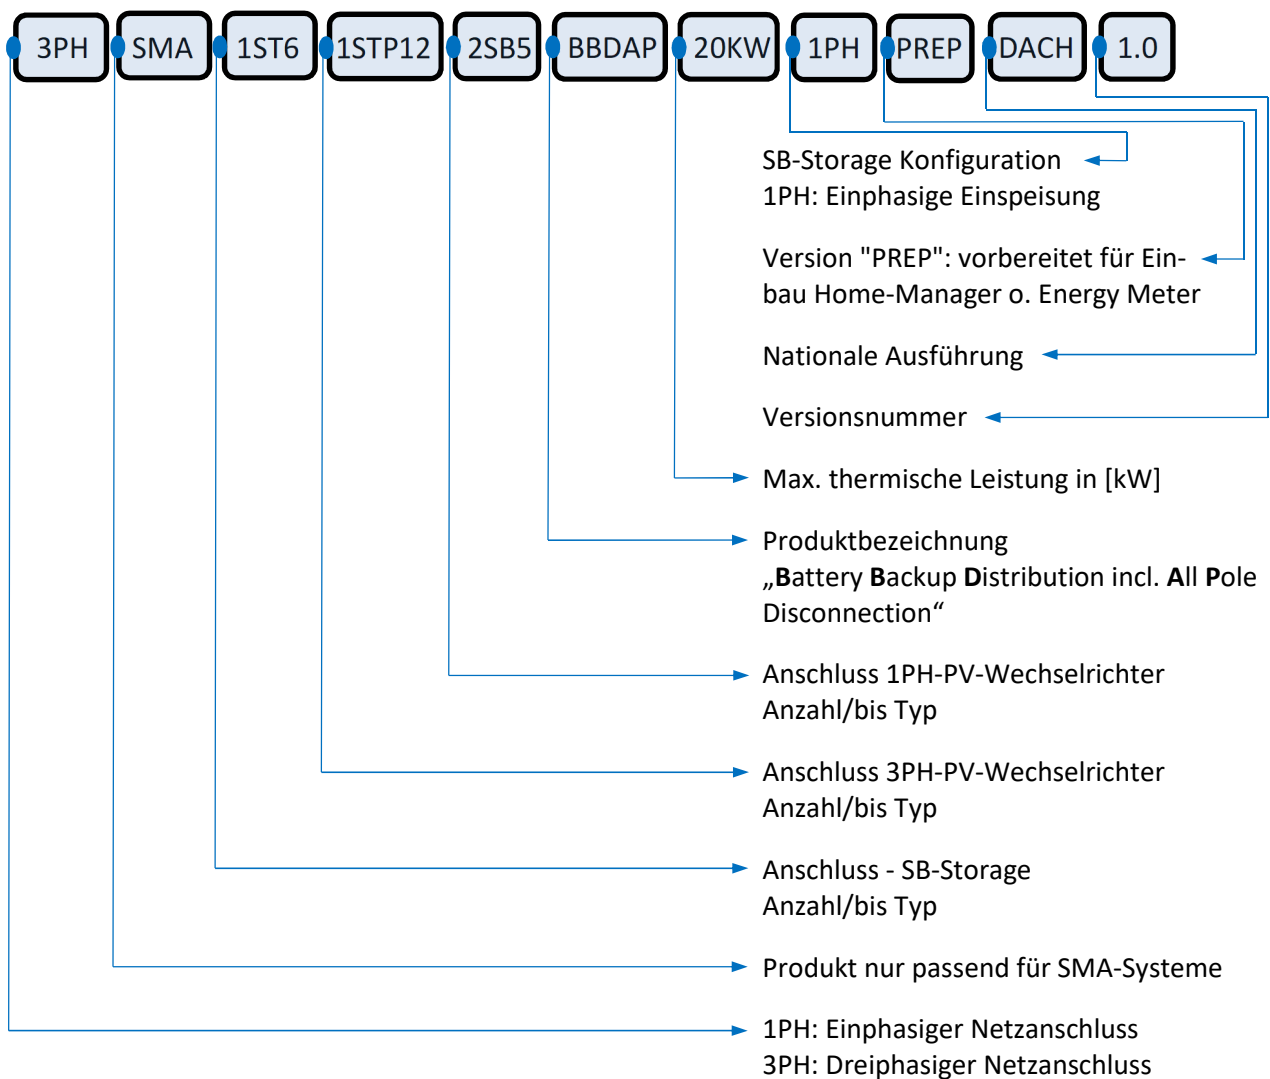 3PH SMA 1ST6 1STP12 2SB5 BBDAP 20KW 1PH PREP DACH 1.0
SB-Storage Konfiguration
1PH: Einphasige Einspeisung
Version "PREP": vorbereitet für Ein-
bau Home-Manager o. Energy Meter
Nationale Ausführung
Versionsnummer
Max. thermische Leistung in [kW]
Produktbezeichnung
„Battery Backup Distribution incl. All Pole
Disconnection“
Anschluss 1PH-PV-Wechselrichter
Anzahl/bis Typ
Anschluss 3PH-PV-Wechselrichter
Anzahl/bis Typ
Anschluss - SB-Storage
Anzahl/bis Typ
Produkt nur passend für SMA-Systeme
1PH: Einphasiger Netzanschluss
3PH: Dreiphasiger Netzanschluss